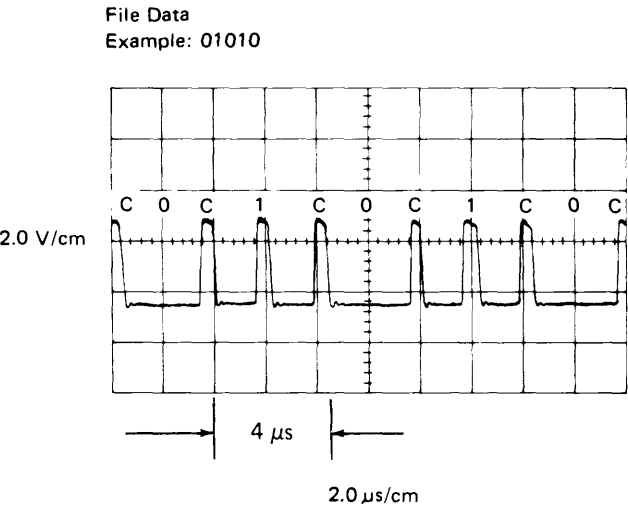 File Data
Example: 01010
C 0 C 1 C 0 C 1 C 0 C
2.0 V/cm
4 μs
2.0 μs/cm